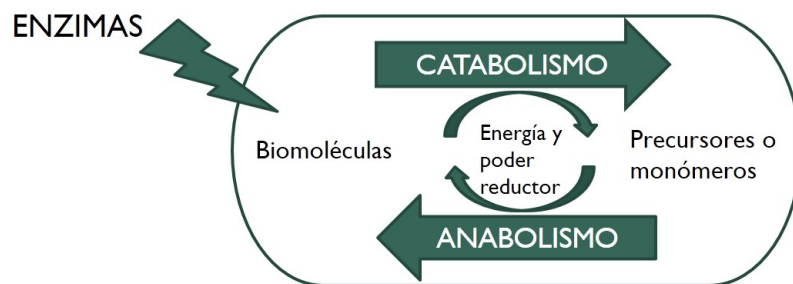 ENZIMAS
CATABOLISMO
Biomoléculas
Energía y
poder
reductor
Precursores o
monómeros
ANABOLISMO